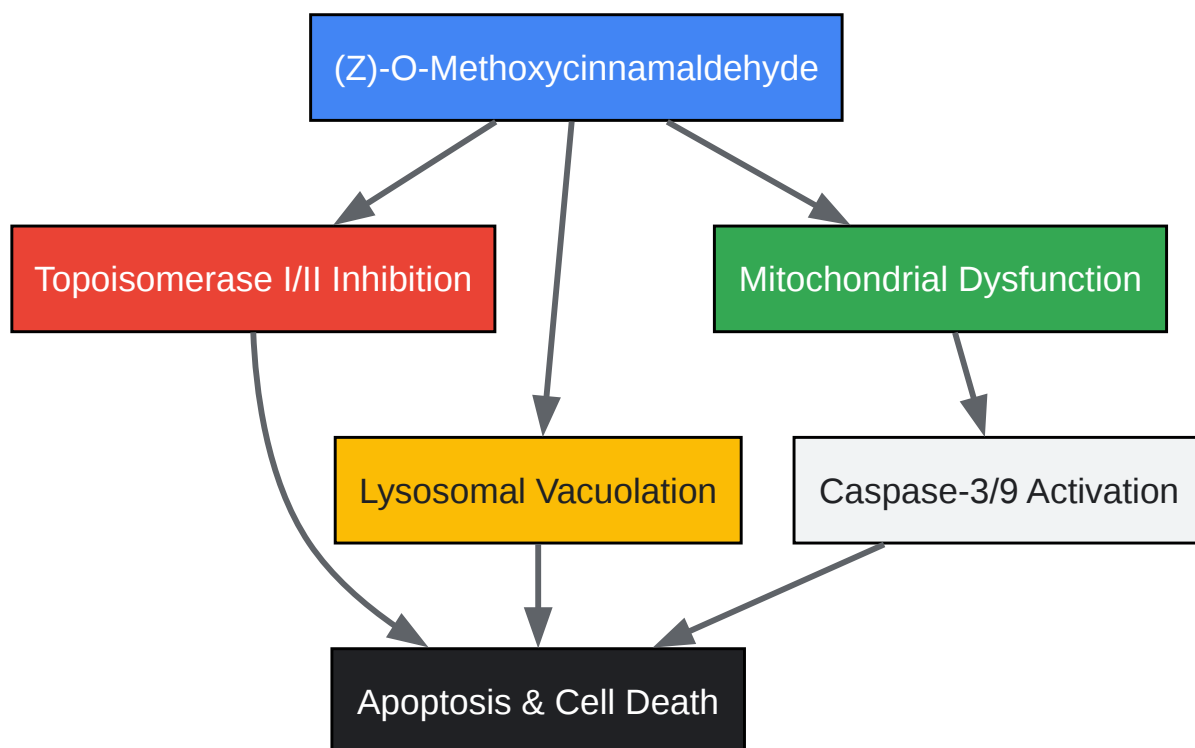 (Z)-O-Methoxycinnamaldehyde
Topoisomerase I/II Inhibition
Mitochondrial Dysfunction
Lysosomal Vacuolation
Caspase-3/9 Activation
Apoptosis & Cell Death